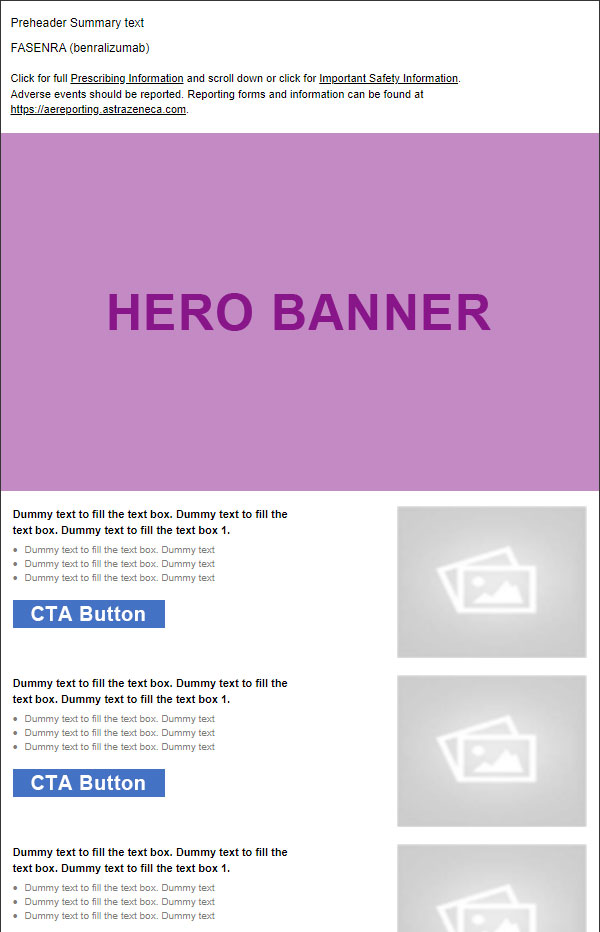 Preheader Summary text
FASENRA (benralizumab)
Click for full Prescribing Information and scroll down or click for Important Safety Information.
Adverse events should be reported. Reporting forms and information can be found at
https://aereporting.astrazeneca.com.
HERO BANNER
Dummy text to fill the text box. Dummy text to fill the
text box. Dummy text to fill the text box 1.
• Dummy text to fill the text box. Dummy text
• Dummy text to fill the text box. Dummy text
• Dummy text to fill the text box. Dummy text
CTA Button
Dummy text to fill the text box. Dummy text to fill the
text box. Dummy text to fill the text box 1.
• Dummy text to fill the text box. Dummy text
• Dummy text to fill the text box. Dummy text
• Dummy text to fill the text box. Dummy text
CTA Button
Dummy text to fill the text box. Dummy text to fill the
text box. Dummy text to fill the text box 1.
• Dummy text to fill the text box. Dummy text
• Dummy text to fill the text box. Dummy text
• Dummy text to fill the text box. Dummy text